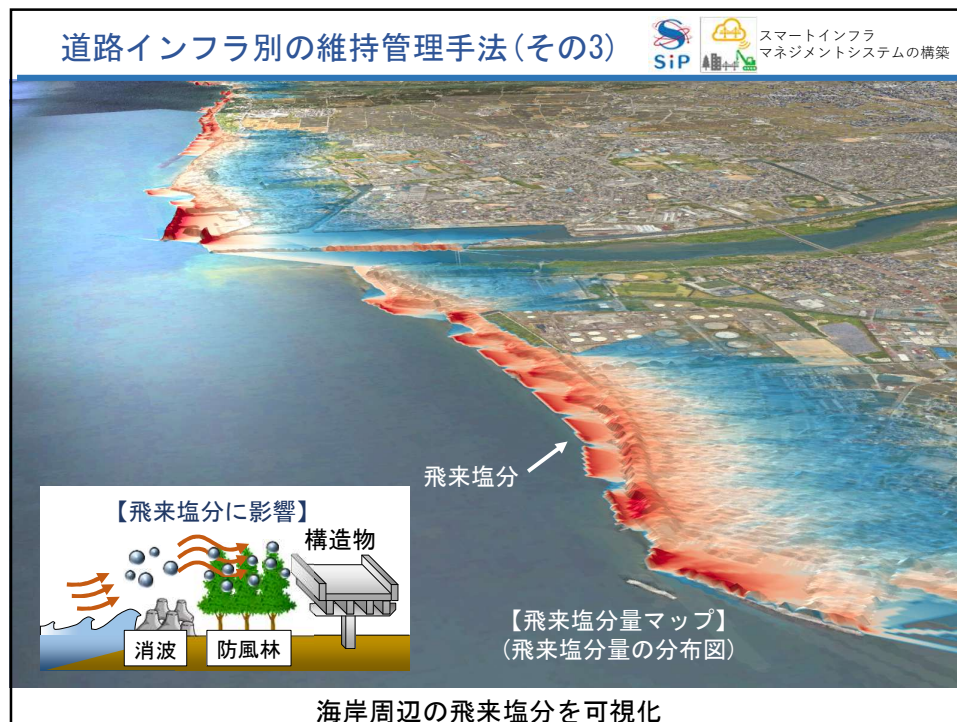 道路インフラ別の維持管理手法(その3)
SiP
スマートインフラ
マネジメントシステムの構築
飛来塩分
【飛来塩分に影響】
構造物
消波
防風林
【飛来塩分量マップ】
(飛来塩分量の分布図)
海岸周辺の飛来塩分を可視化